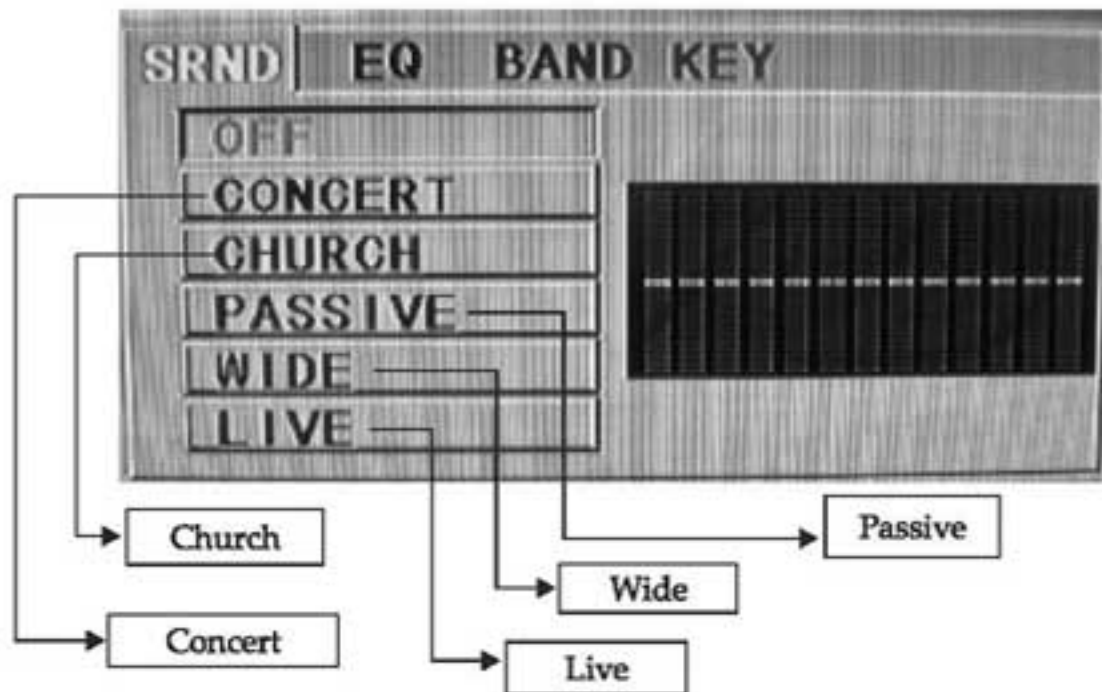 SRND EQ BAND KEY
OFF
CONCERT
CHURCH
PASSIVE
WIDE
LIVE
Church
Passive
Wide
Concert
Live